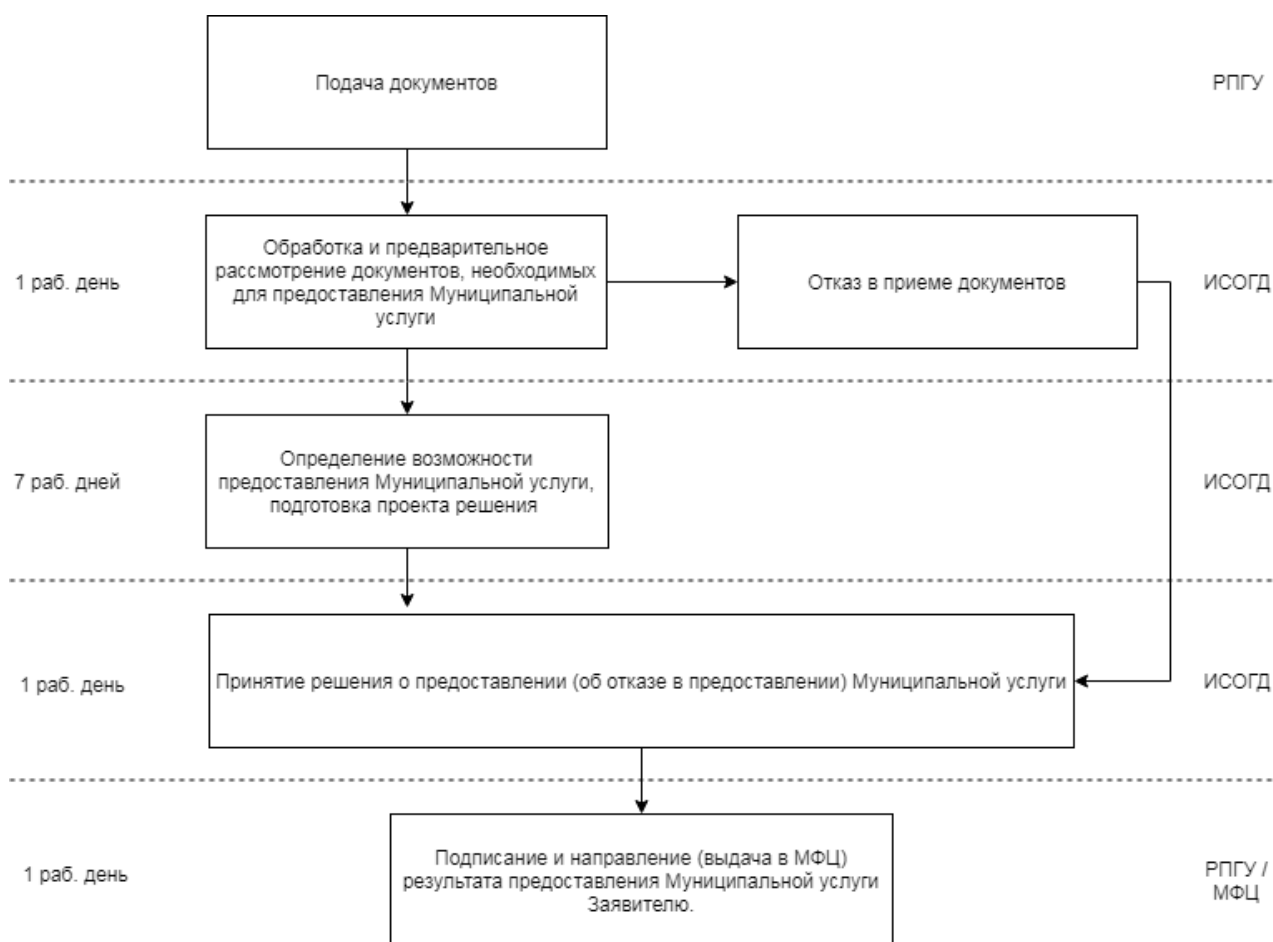 Подача документов
РПГУ
1 раб. день
Обработка и предварительное
рассмотрение документов, необходимых
для предоставления Муниципальной
услуги
Отказ в приеме документов
ИСОГД
7 раб. дней
Определение возможности
предоставления Муниципальной услуги,
подготовка проекта решения
ИСОГД
1 раб. день
Принятие решения о предоставлении (об отказе в предоставлении) Муниципальной услуги
ИСОГД
1 раб. день
Подписание и направление (выдача в МФЦ)
результата предоставления Муниципальной услуги
Заявителю.
РПГУ /
МФЦ